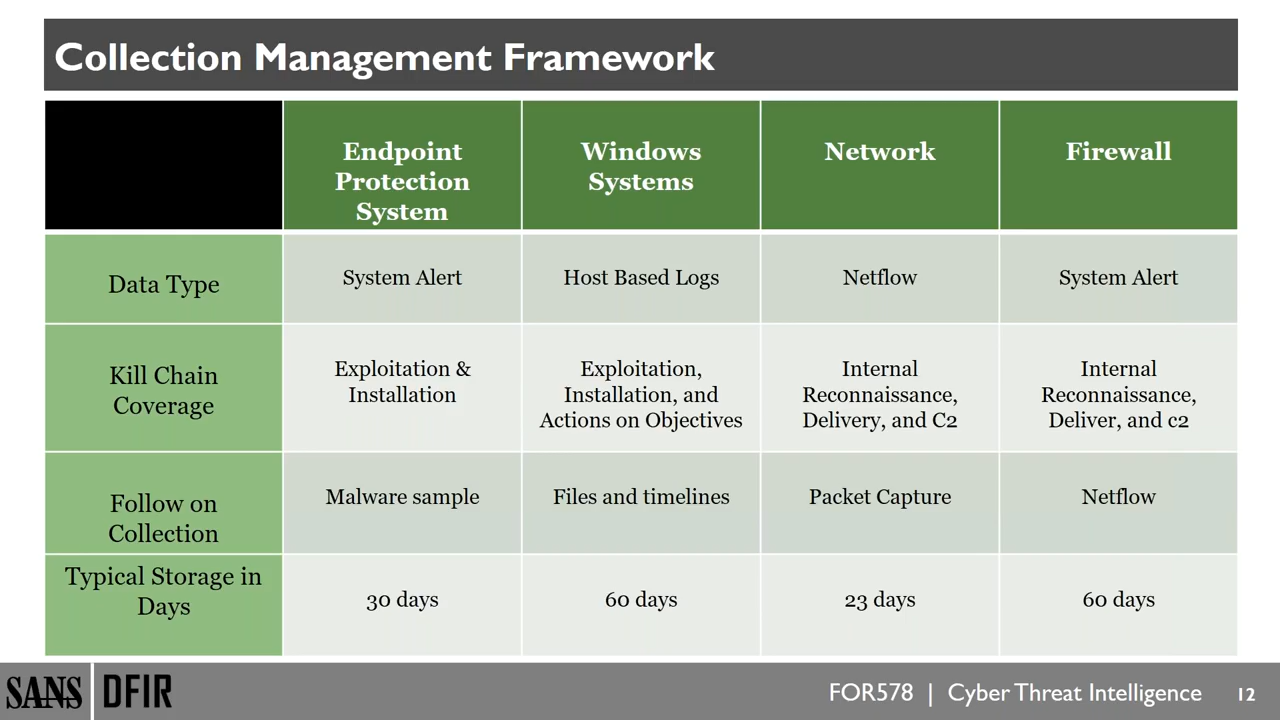 Collection Management Framework
Endpoint
Protection
System
Windows
Systems
Network
Firewall
Data Type
System Alert
Host Based Logs
Netflow
System Alert
Kill Chain
Coverage
Exploitation &
Installation
Exploitation,
Installation, and
Actions on Objectives
Internal
Reconnaissance,
Delivery, and C2
Internal
Reconnaissance,
Deliver, and c2
Follow on
Collection
Malware sample
Files and timelines
Packet Capture
Netflow
Typical Storage in
Days
30 days
60 days
23 days
60 days
SANS
DFIR
FOR578 | Cyber Threat Intelligence
12